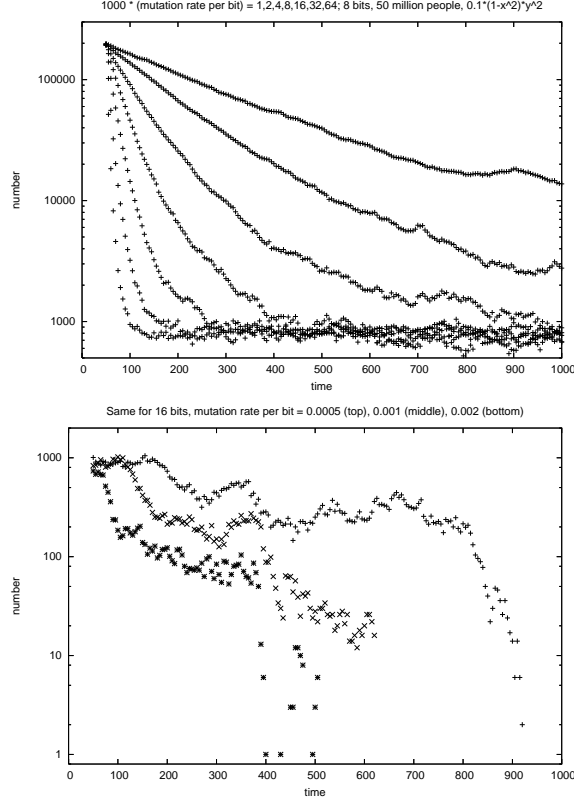 1000 * (mutation rate per bit) = 1,2,4,8,16,32,64; 8 bits, 50 million people, 0.1*(1-x^2)*y^2
100000
10000
1000
number
0 100 200 300 400 500 600 700 800 900 1000
time
Same for 16 bits, mutation rate per bit = 0.0005 (top), 0.001 (middle), 0.002 (bottom)
1000
100
10
1
number
0 100 200 300 400 500 600 700 800 900 1000
time